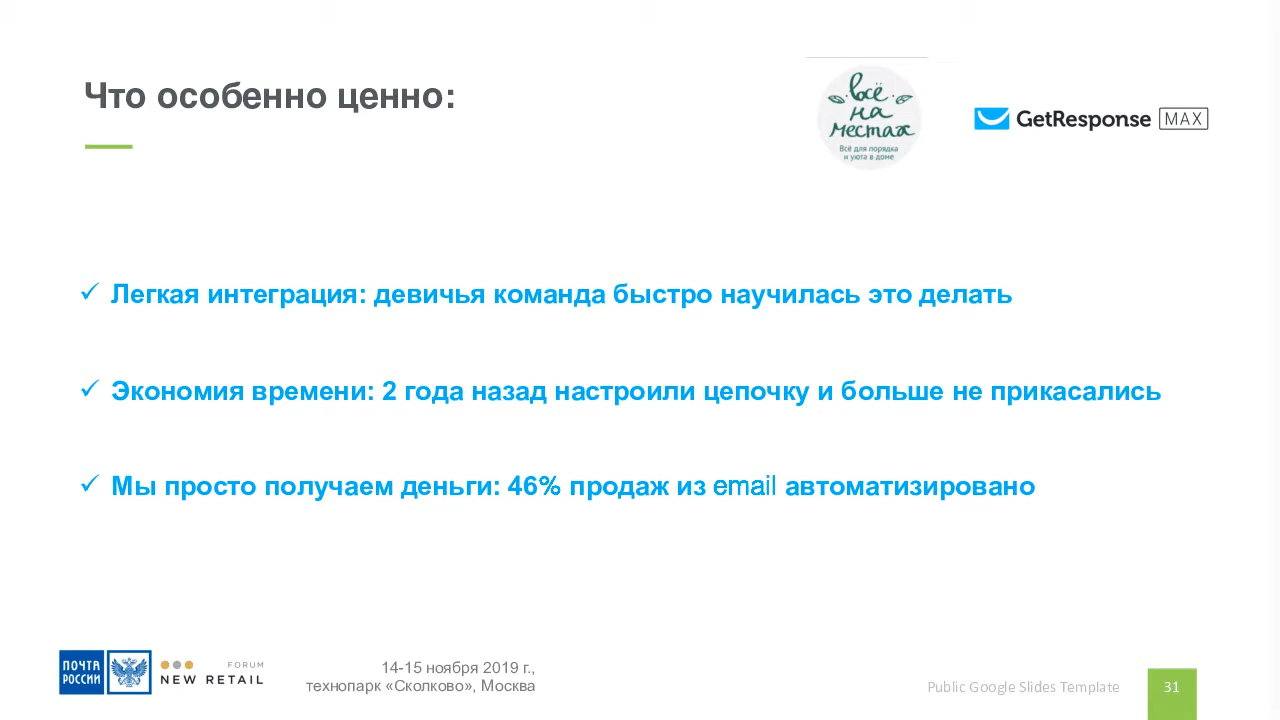 Что особенно ценно:
всё
на
местах
Всё для порядка
и уюта в доме
GetResponse MAX
Легкая интеграция: девичья команда быстро научилась это делать
Экономия времени: 2 года назад настроили цепочку и больше не прикасались
Мы просто получаем деньги: 46% продаж из email автоматизировано
ПОЧТА
РОССИИ
FORUM
NEW RETAIL
14-15 ноября 2019 г.,
технопарк «Сколково», Москва
Public Google Slides Template
31